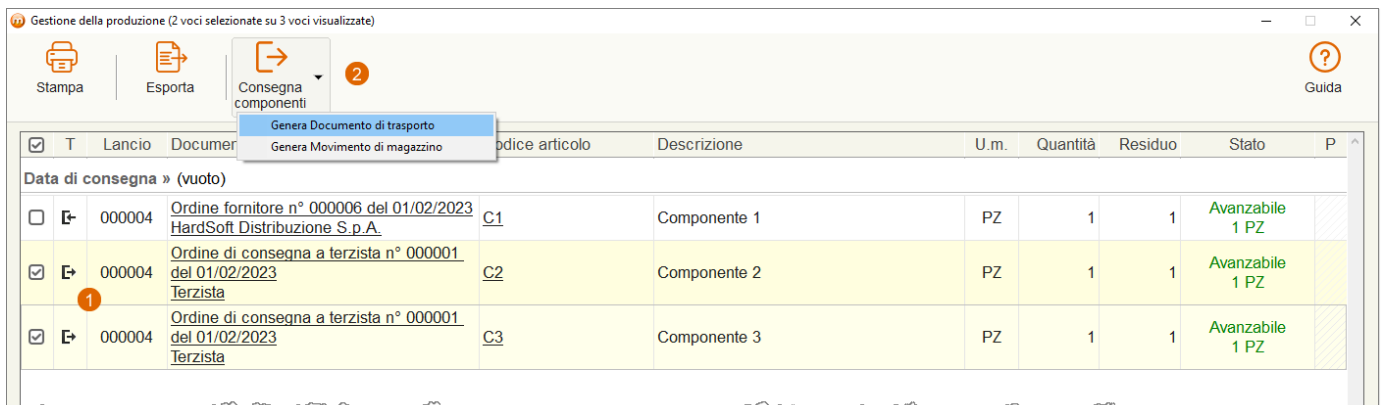 Gestione della produzione (2 voci selezionate su 3 voci visualizzate)
Stampa
Esporta
Consegna
componenti
2
Guida
Genera Documento di trasporto
Genera Movimento di magazzino
T Lancio Documen odice articolo Descrizione U.m. Quantità Residuo Stato P
Data di consegna » (vuoto)
000004 Ordine fornitore n° 000006 del 01/02/2023 C1 Componente 1 PZ 1 1 Avanzabile
HardSoft Distribuzione S.p.A. 1 PZ
Ordine di consegna a terzista n° 000001
000004 del 01/02/2023 C2 Componente 2 PZ 1 1 Avanzabile
Terzista 1 PZ
1
Ordine di consegna a terzista n° 000001
000004 del 01/02/2023 C3 Componente 3 PZ 1 1 Avanzabile
Terzista 1 PZ